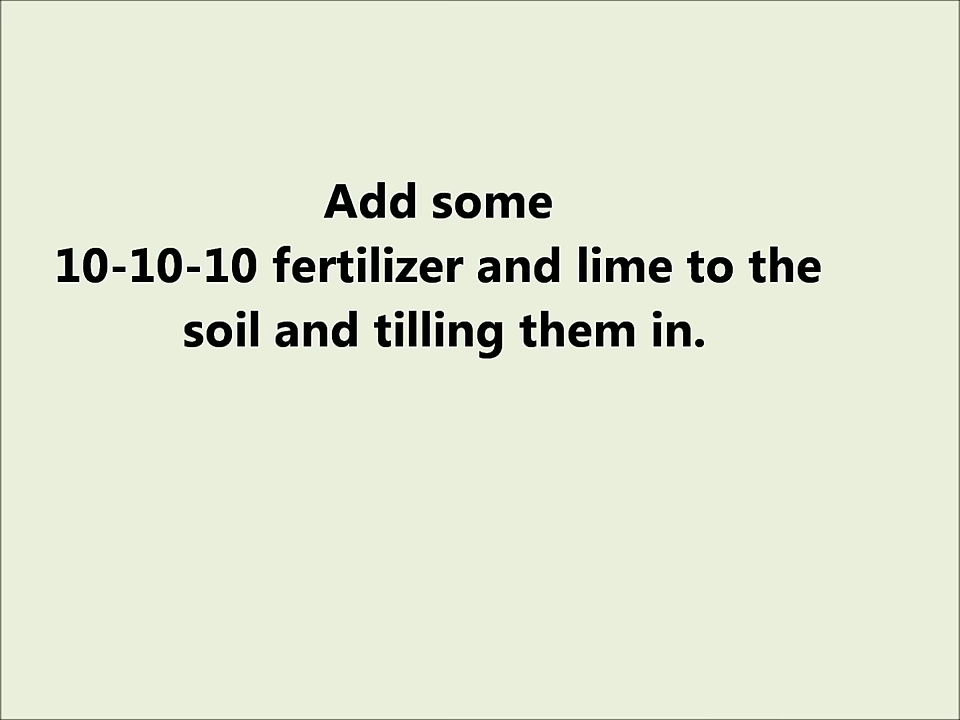 Add some
10-10-10 fertilizer and lime to the
soil and tilling them in.